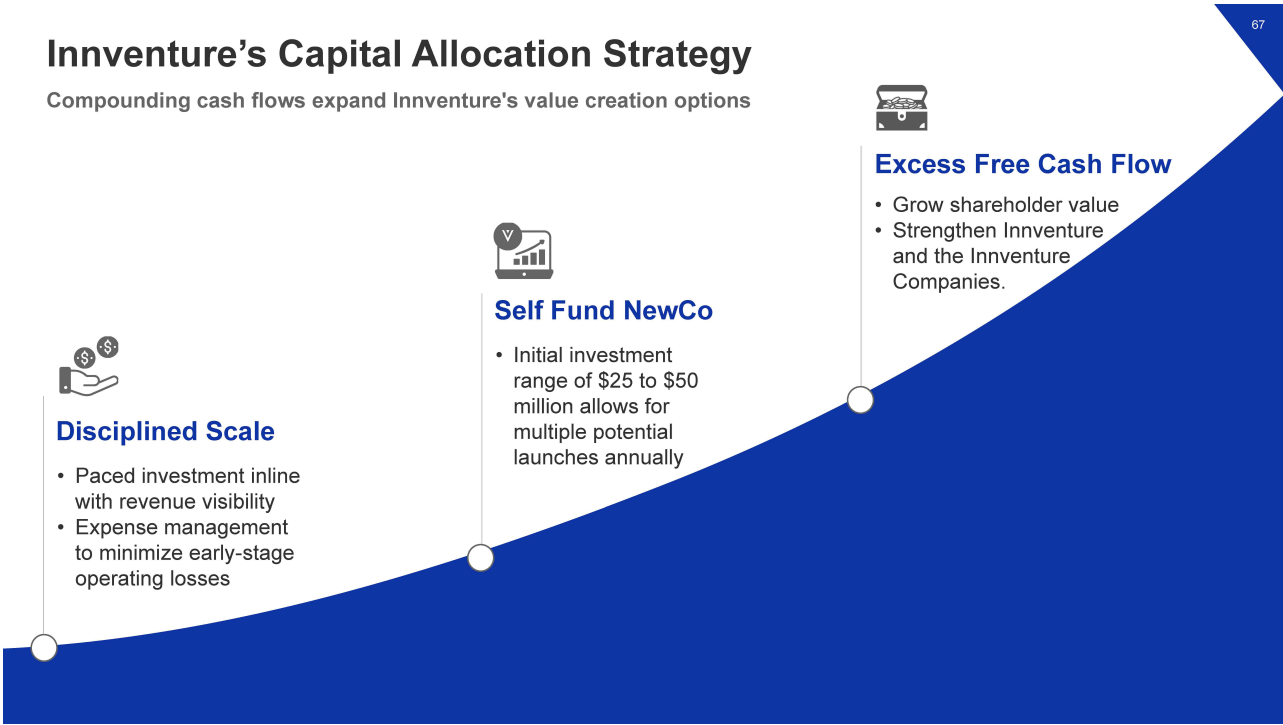 67
Innventure’s Capital Allocation Strategy
Compounding cash flows expand Innventure's value creation options
Disciplined Scale
• Paced investment inline
with revenue visibility
• Expense management
to minimize early-stage
operating losses
Self Fund NewCo
• Initial investment
range of $25 to $50
million allows for
multiple potential
launches annually
Excess Free Cash Flow
• Grow shareholder value
• Strengthen Innventure
and the Innventure
Companies.